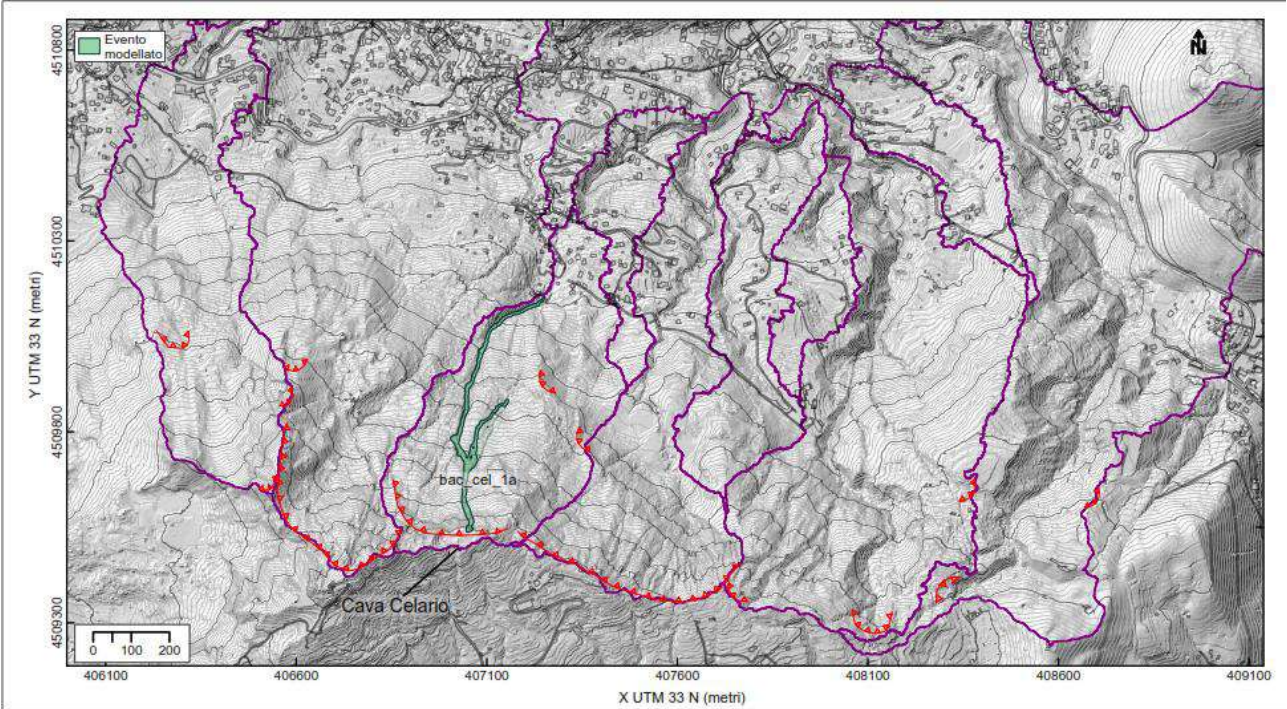 Evento
modellato
N
4510800
4510300
4509800
4509300
Y UTM 33 N (metri)
bac_cel_1a
Cava Celario
0 100 200
406100 406600 407100 407600 408100 408600 409100
X UTM 33 N (metri)